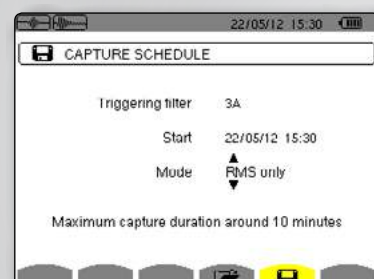 22/05/12 15:30
CAPTURE SCHEDULE
Triggering filter 3A
Start 22/05/12 15:30
Mode RMS only
Maximum capture duration around 10 minutes